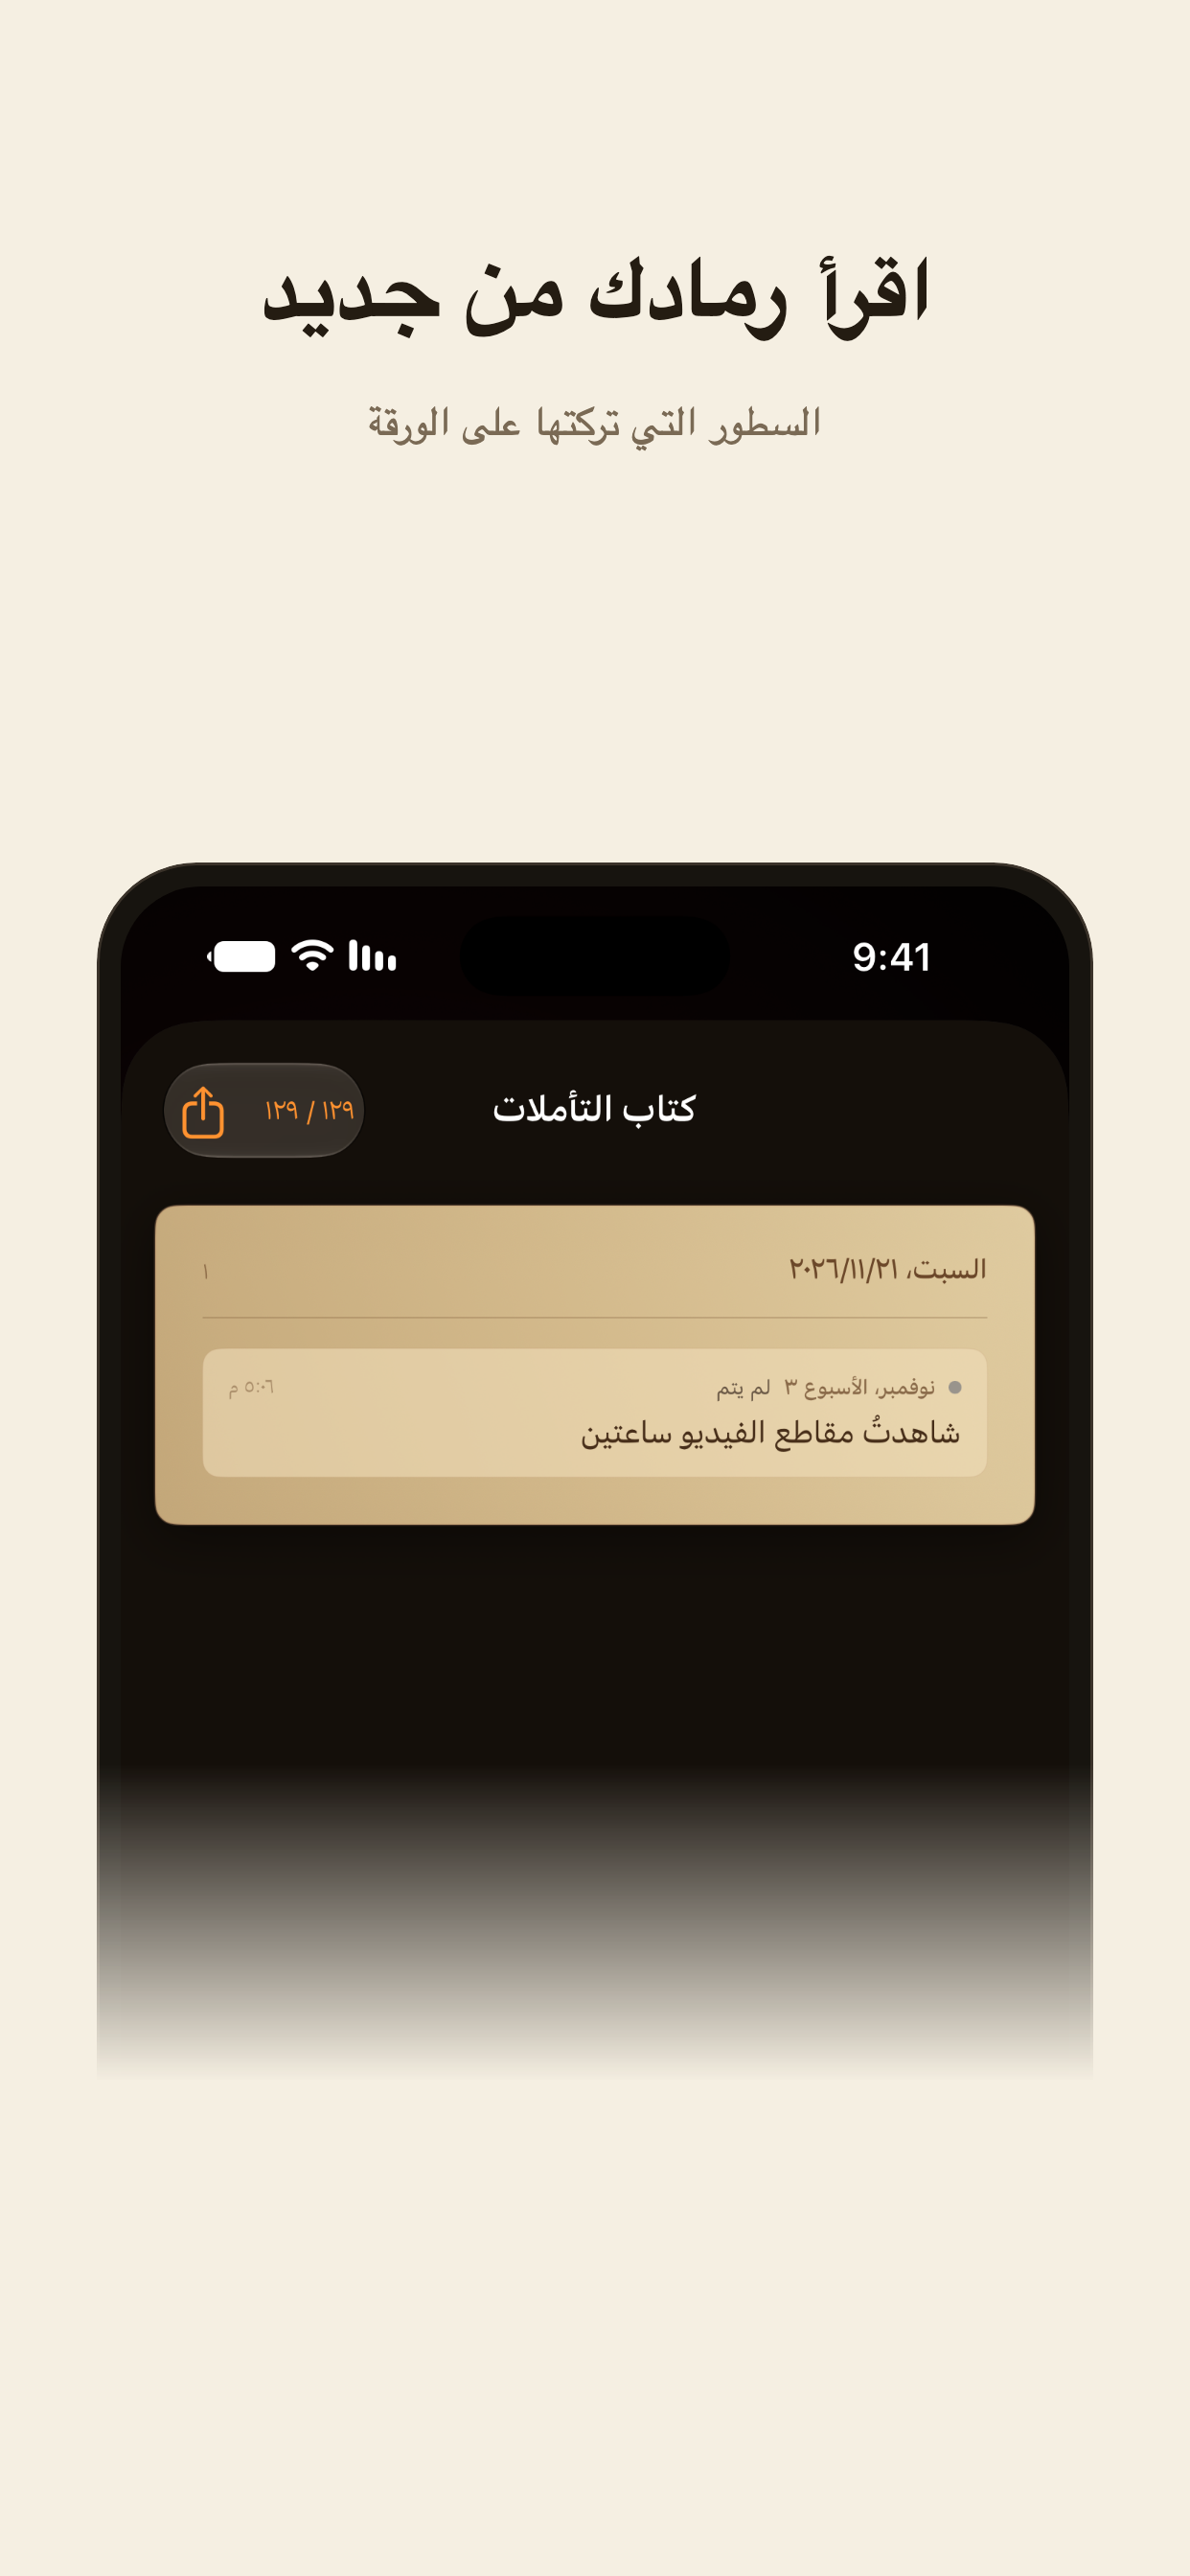 اقرأ رمادك من جديد
السطور التي تركتها على الورقة
9:41
كتاب التأملات
١٢٩ / ١٢٩
السبت، ٢٠٢٦/١١/٢١
١
نوفمبر، الأسبوع ٣ لم يتم
٥:٠٦ م
شاهدتُ مقاطع الفيديو ساعتين